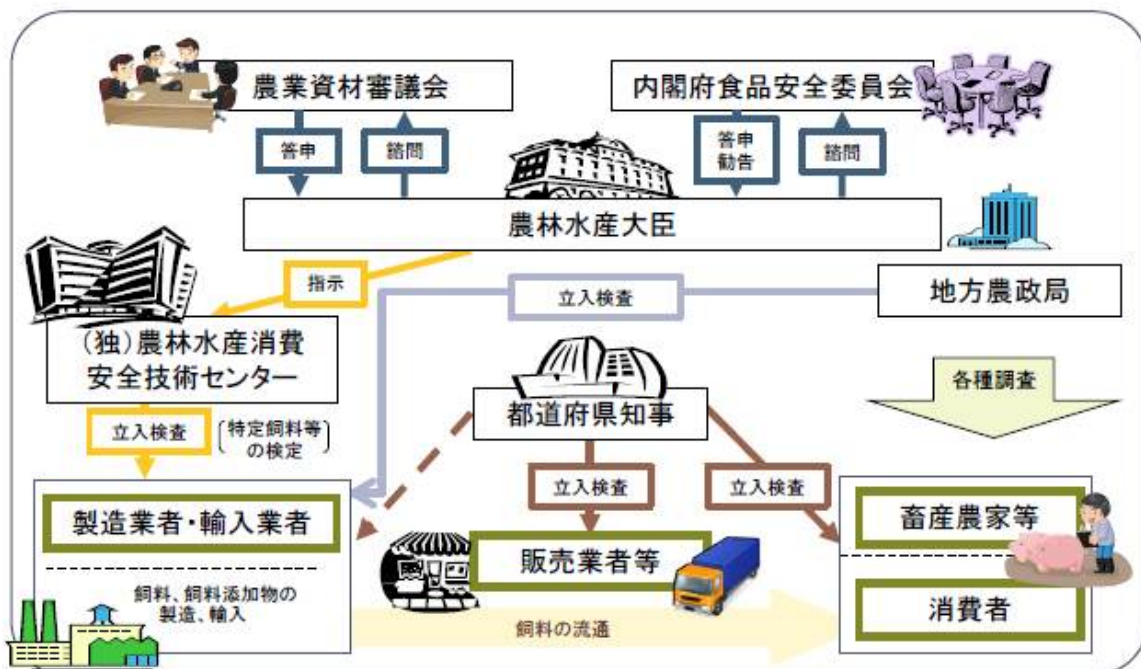 農業資材審議会
内閣府食品安全委員会
答申
諮問
答申
勧告
諮問
農林水産大臣
指示
立入検査
地方農政局
(独)農林水産消費
安全技術センター
都道府県知事
各種調査
立入検査
特定飼料等
の検定
立入検査
立入検査
製造業者・輸入業者
飼料、飼料添加物の
製造、輸入
販売業者等
畜産農家等
消費者
飼料の流通